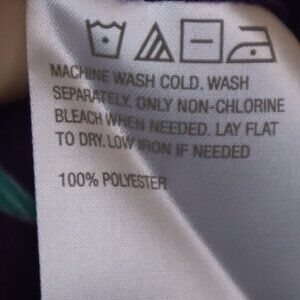 MACHINE WASH COLD. WASH
SEPARATELY. ONLY NON-CHLORINE
BLEACH WHEN NEEDED. LAY FLAT
TO DRY. LOW IRON IF NEEDED
100% POLYESTER